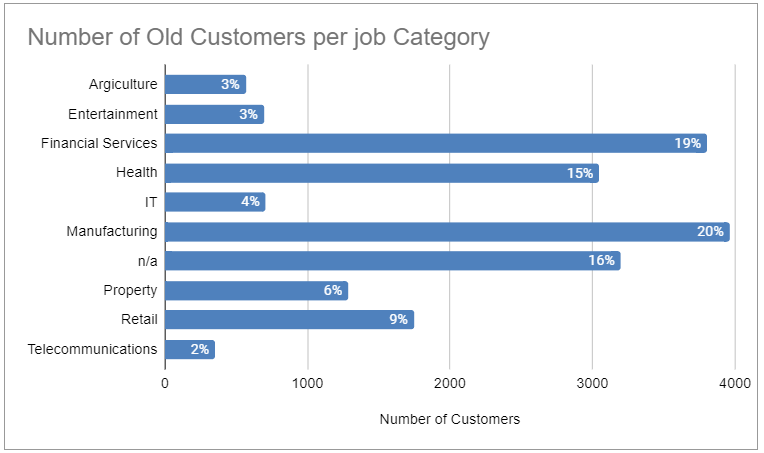 Number of Old Customers per job Category
Argiculture 3%
Entertainment 3%
Financial Services 19%
Health 15%
IT 4%
Manufacturing 20%
n/a 16%
Property 6%
Retail 9%
Telecommunications 2%
0 1000 2000 3000 4000
Number of Customers